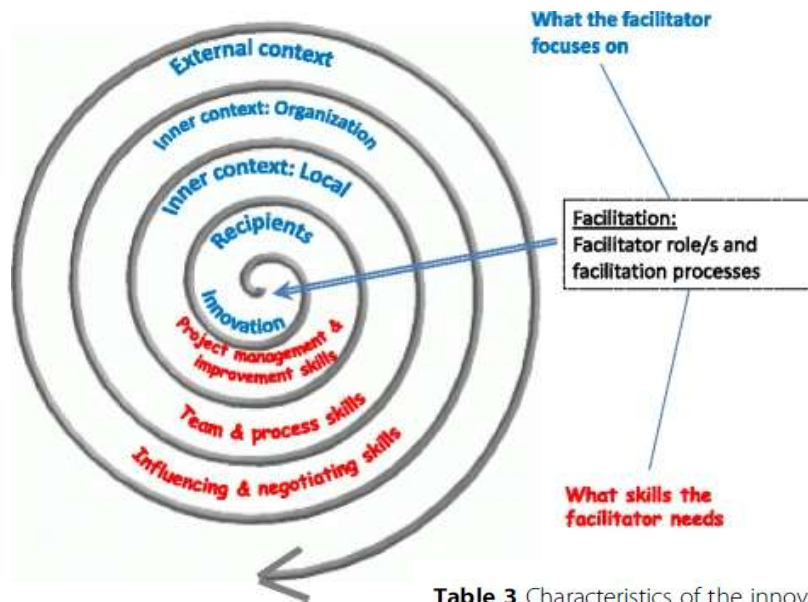 What the facilitator
focuses on
External context
Inner context: Organization
Inner context: Local
Recipients
Innovation
Project management &
improvement skills
Team & process skills
Influencing & negotiating skills
Facilitation:
Facilitator role/s and
facilitation processes
What skills the
facilitator needs
Table 3 Characteristics of the